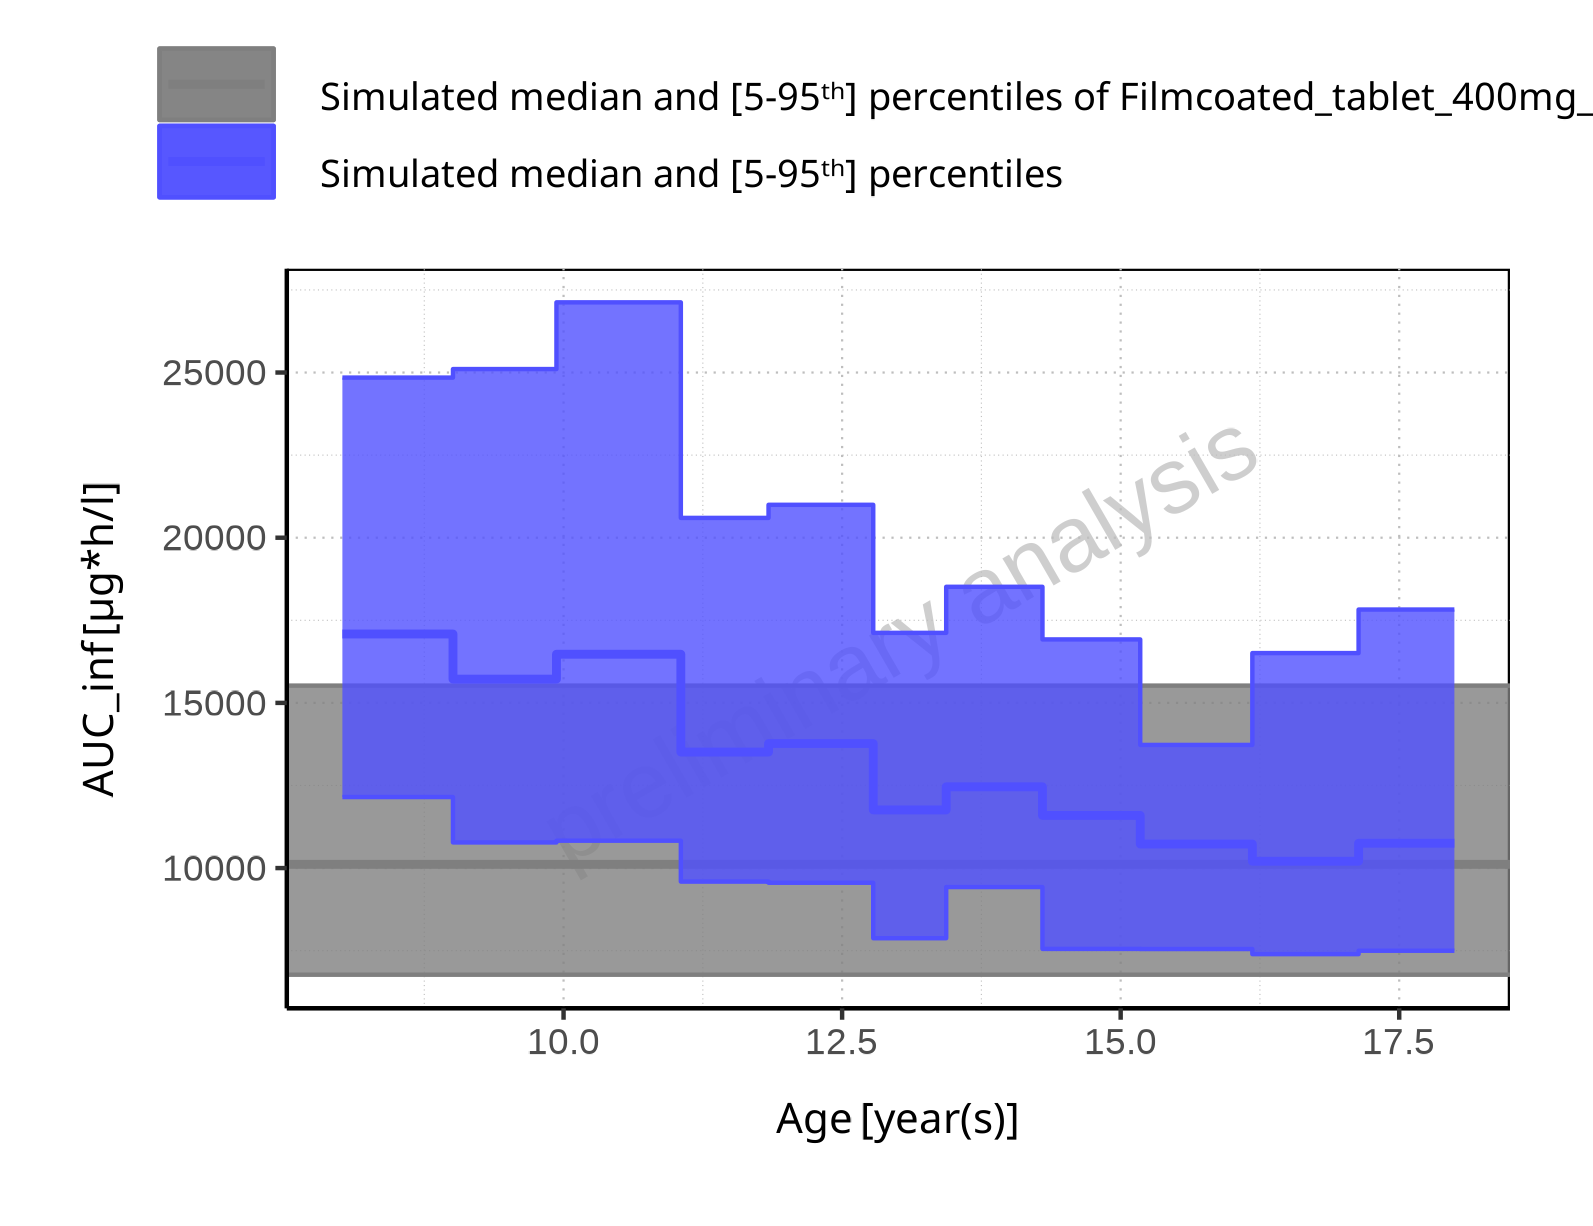 Simulated median and [5-95ᵗʰ] percentiles of Filmcoated_tablet_400mg_
Simulated median and [5-95ᵗʰ] percentiles
25000
20000
15000
10000
AUC_inf [µg*h/l]
preliminary analysis
10.0 12.5 15.0 17.5
Age [year(s)]